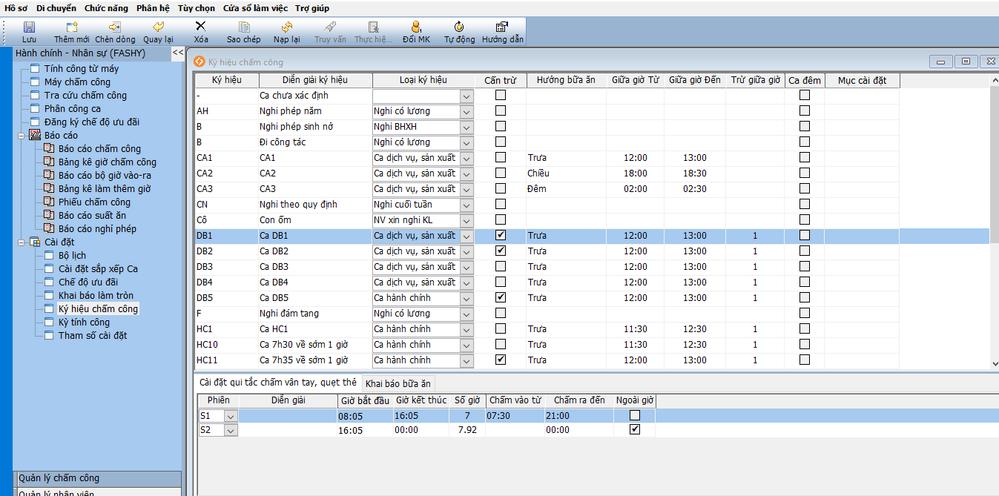 Hồ sơ Di chuyển Chức năng Phân hệ Tùy chọn Cửa sổ làm việc Trợ giúp
Lưu Thêm mới Chèn dòng Quay lại Xóa Sao chép Nạp lại Truy vấn Thực hiệ... Đổi MK Tự động Hướng dẫn
Hành chính - Nhân sự (FASHY) <<
Tính công từ máy
Máy chấm công
Tra cứu chấm công
Phân công ca
Đăng ký chế độ ưu đãi
Báo cáo
Báo cáo chấm công
Bảng kê giờ chấm công
Báo cáo bộ giờ vào-ra
Bảng kê làm thêm giờ
Phiếu chấm công
Báo cáo suất ăn
Báo cáo nghỉ phép
Cài đặt
Bộ lịch
Cài đặt sắp xếp Ca
Chế độ ưu đãi
Khai báo làm tròn
Ký hiệu chấm công
Kỳ tính công
Tham số cài đặt
Quản lý chấm công
Quản lý nhân viên
Ký hiệu chấm công
Ký hiệu Diễn giải ký hiệu Loại ký hiệu Cấn trừ Hưởng bữa ăn Giữa giờ Từ Giữa giờ Đến Trừ giữa giờ Ca đêm Mục cài đặt
- Ca chưa xác định
AH Nghỉ phép năm Nghỉ có lương
B Nghỉ phép sinh nở Nghỉ BHXH
B Đi công tác Nghỉ có lương
CA1 CA1 Ca dịch vụ, sản xuất Trưa 12:00 13:00
CA2 CA2 Ca dịch vụ, sản xuất Chiều 18:00 18:30
CA3 CA3 Ca dịch vụ, sản xuất Đêm 02:00 02:30
CN Nghỉ theo quy định Nghỉ cuối tuần
Cô Con ốm NV xin nghỉ KL
DB1 Ca DB1 Ca dịch vụ, sản xuất Trưa 12:00 13:00 1
DB2 Ca DB2 Ca dịch vụ, sản xuất Trưa 12:00 13:00 1
DB3 Ca DB3 Ca dịch vụ, sản xuất Trưa 12:00 13:00 1
DB4 Ca DB4 Ca dịch vụ, sản xuất Trưa 12:00 13:00 1
DB5 Ca DB5 Ca hành chính Trưa 12:00 13:00 1
F Nghỉ đám tang Nghỉ có lương
HC1 Ca HC1 Ca hành chính Trưa 11:30 12:30 1
HC10 Ca 7h30 về sớm 1 giờ Ca hành chính Trưa 11:30 12:30 1
HC11 Ca 7h35 về sớm 1 giờ Ca hành chính Trưa 12:00 13:00 1
Cài đặt qui tắc chấm vân tay, quẹt thẻ Khai báo bữa ăn
Phiên Diễn giải Giờ bắt đầu Giờ kết thúc Số giờ Chấm vào từ Chấm ra đến Ngoài giờ
S1 08:05 16:05 7 07:30 21:00
S2 16:05 00:00 7.92 00:00